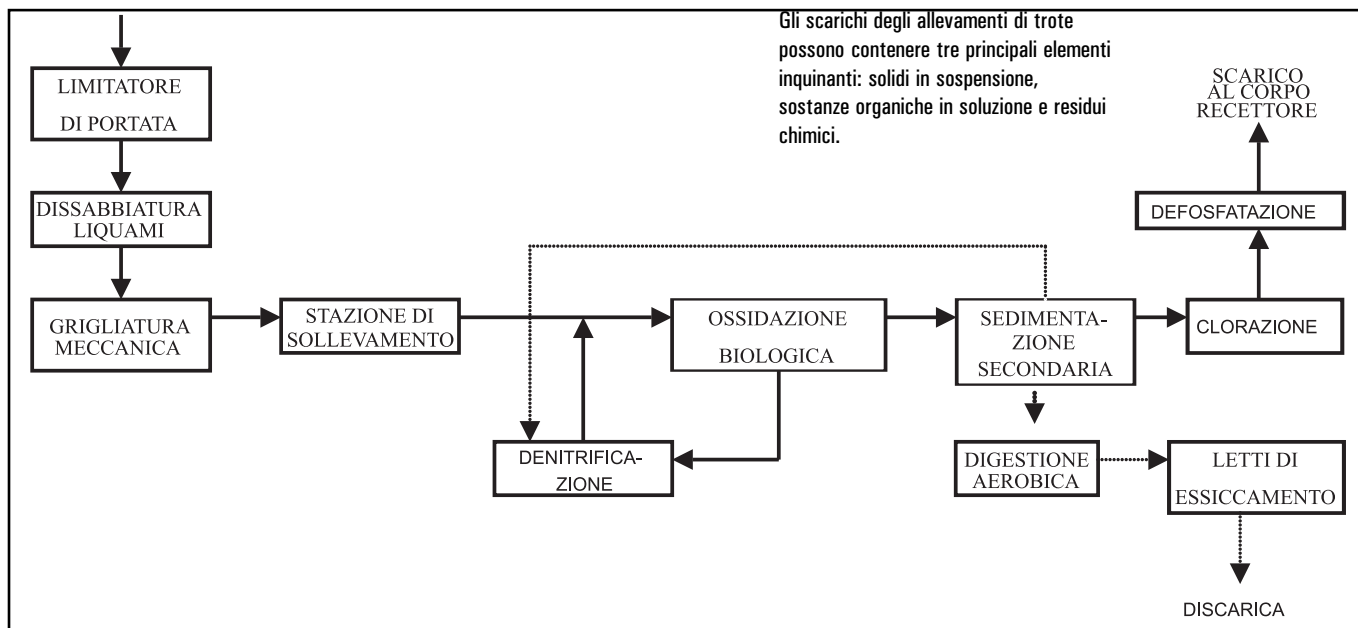 Gli scarichi degli allevamenti di trote
possono contenere tre principali elementi
inquinanti: solidi in sospensione,
sostanze organiche in soluzione e residui
chimici.
LIMITATORE
DI PORTATA
DISSABBIATURA
LIQUAMI
GRIGLIATURA
MECCANICA
STAZIONE DI
SOLLEVAMENTO
OSSIDAZIONE
BIOLOGICA
DENITRIFICA-
ZIONE
SEDIMENTA-
ZIONE
SECONDARIA
CLORAZIONE
DEFOSFATAZIONE
SCARICO
AL CORPO
RECETTORE
DIGESTIONE
AEROBICA
LETTI DI
ESSICCAMENTO
DISCARICA